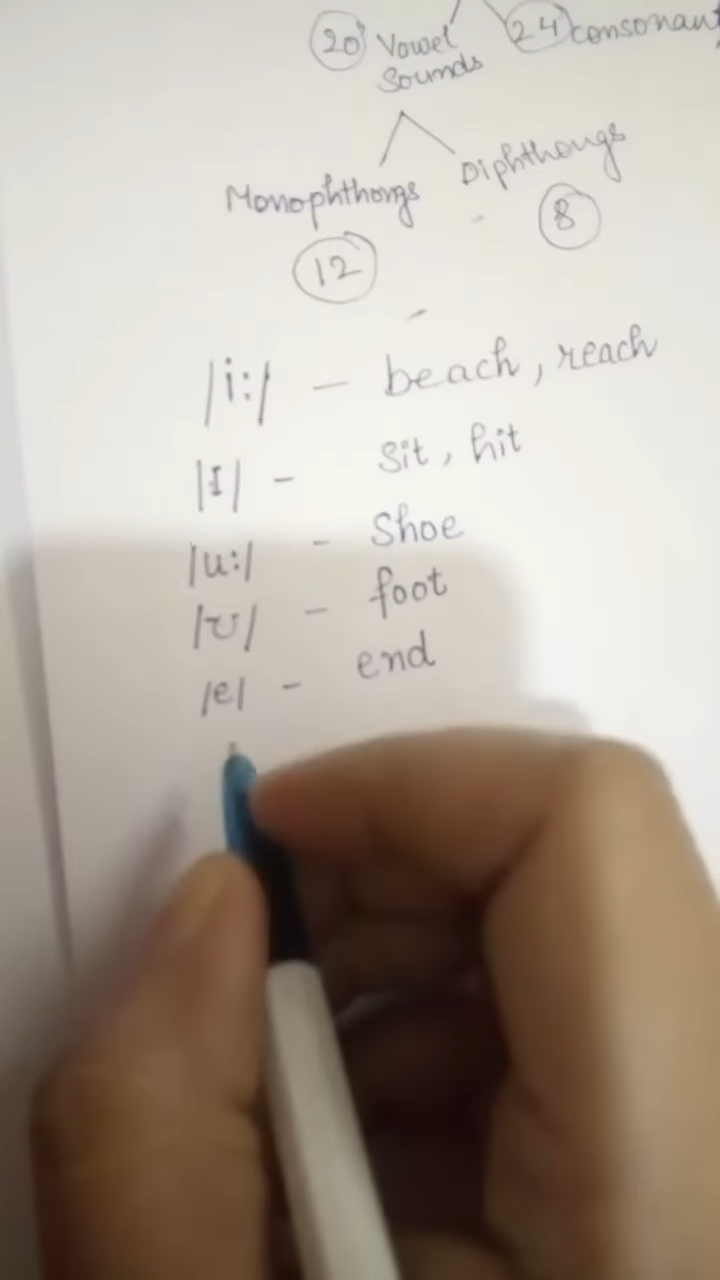 20 Vowel Sounds
24 consonant
Monophthongs
Diphthongs
12
8
/i:/ – beach, reach
/ɪ/ – Sit, hit
/u:/ – Shoe
/ʊ/ – foot
/e/ – end